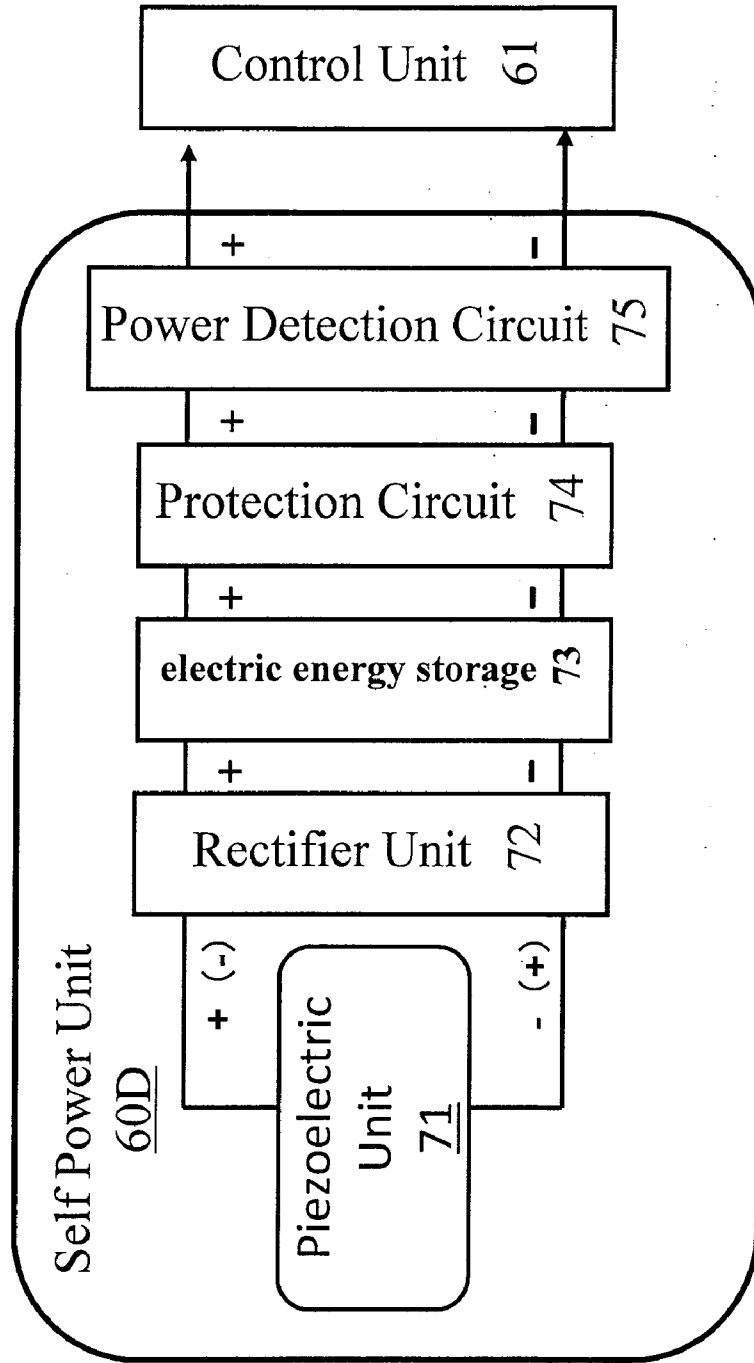 Self Power Unit
60D
Piezoelectric
Unit
71
+ (-)
- (+)
Rectifier Unit 72
+
-
electric energy storage 73
+
-
Protection Circuit 74
+
-
Power Detection Circuit 75
+
-
Control Unit 61